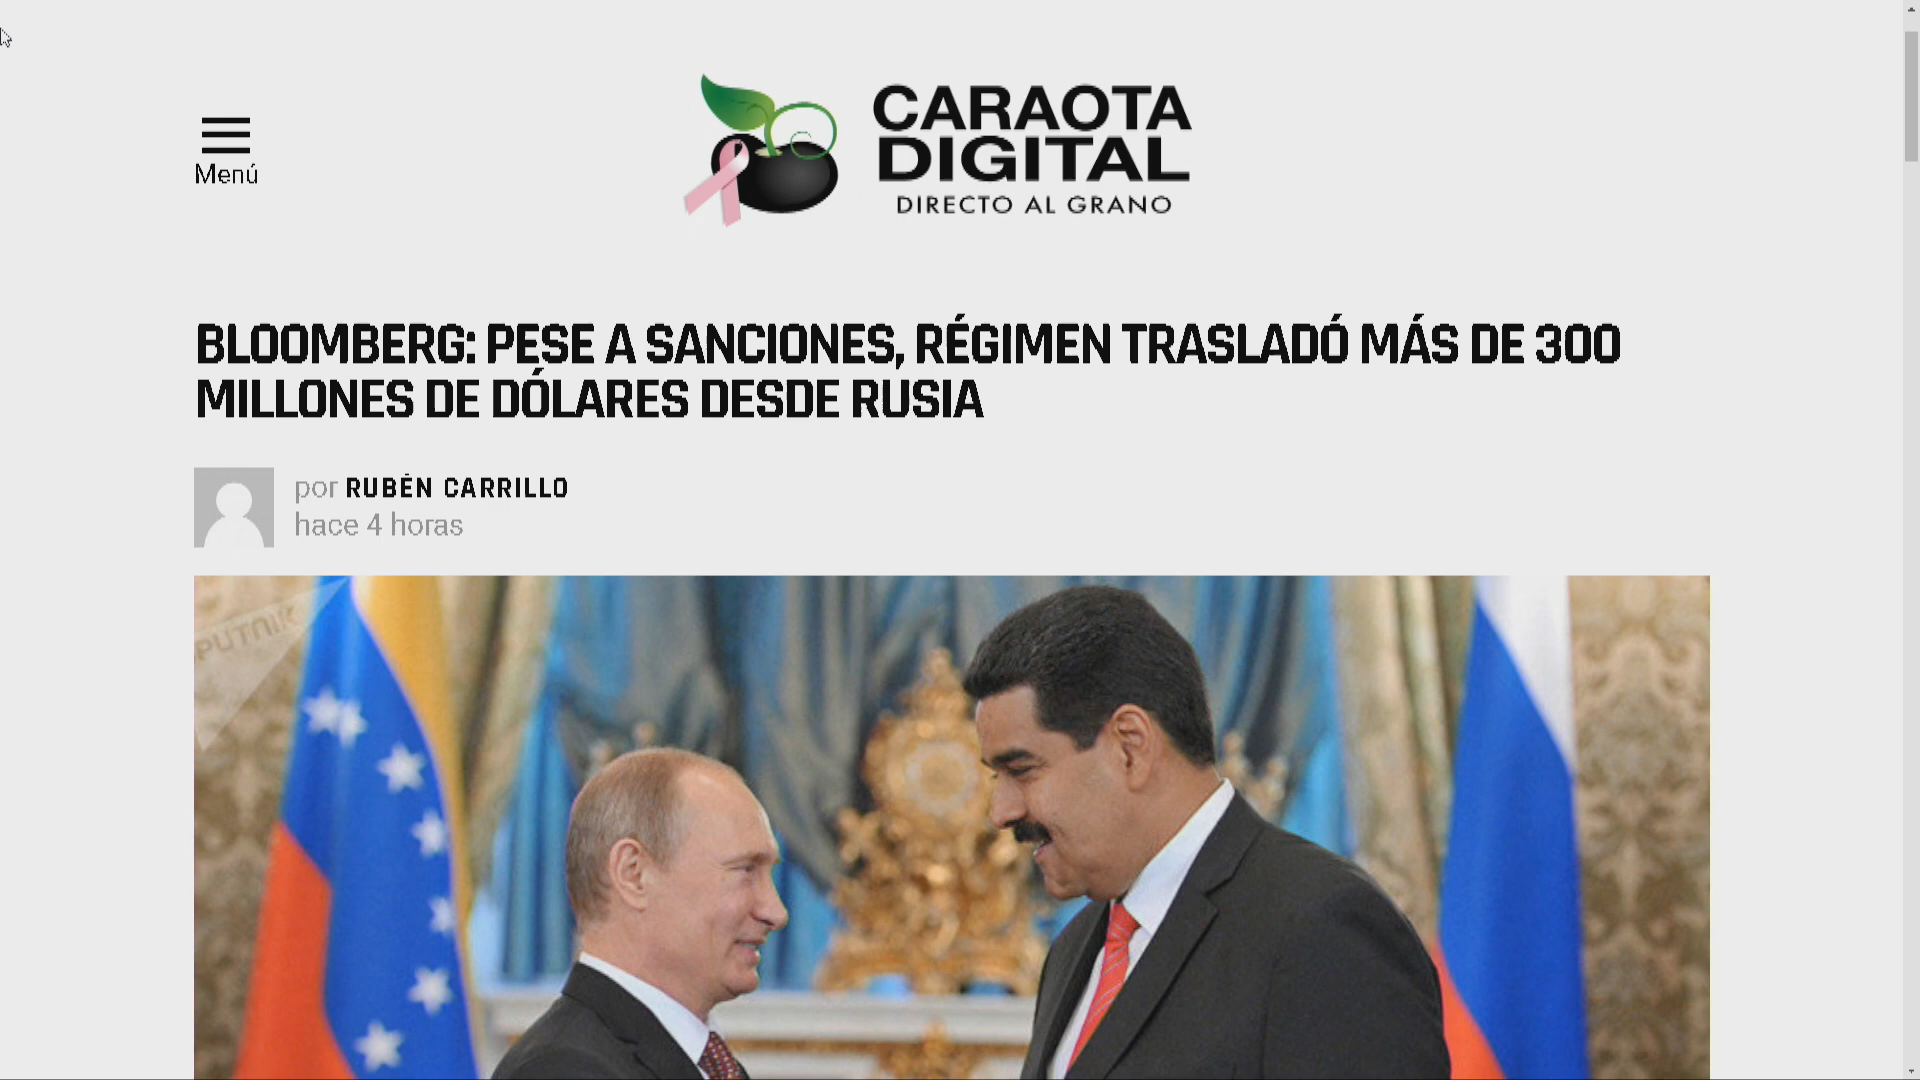 Menú
CARAOTA
DIGITAL
DIRECTO AL GRANO
BLOOMBERG: PESE A SANCIONES, RÉGIMEN TRASLADÓ MÁS DE 300
MILLONES DE DÓLARES DESDE RUSIA
por RUBÉN CARRILLO
hace 4 horas
PUTNIK